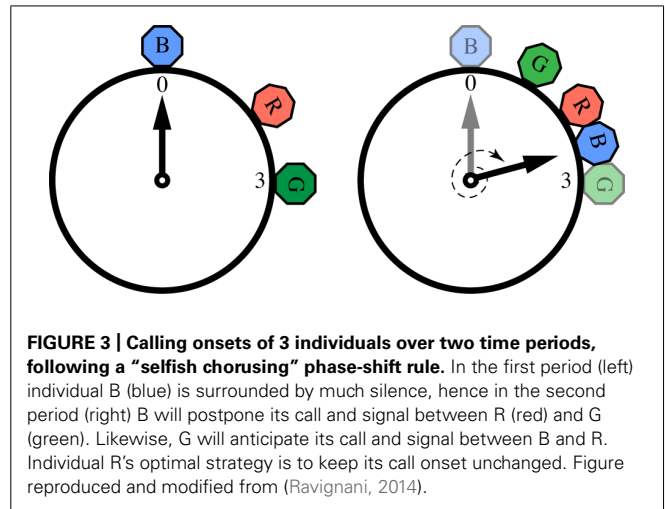 B
0
R
3
G
B
0
G
R
B
3
G
FIGURE 3 | Calling onsets of 3 individuals over two time periods,
following a “selfish chorusing” phase-shift rule. In the first period (left)
individual B (blue) is surrounded by much silence, hence in the second
period (right) B will postpone its call and signal between R (red) and G
(green). Likewise, G will anticipate its call and signal between B and R.
Individual R’s optimal strategy is to keep its call onset unchanged. Figure
reproduced and modified from (Ravignani, 2014).